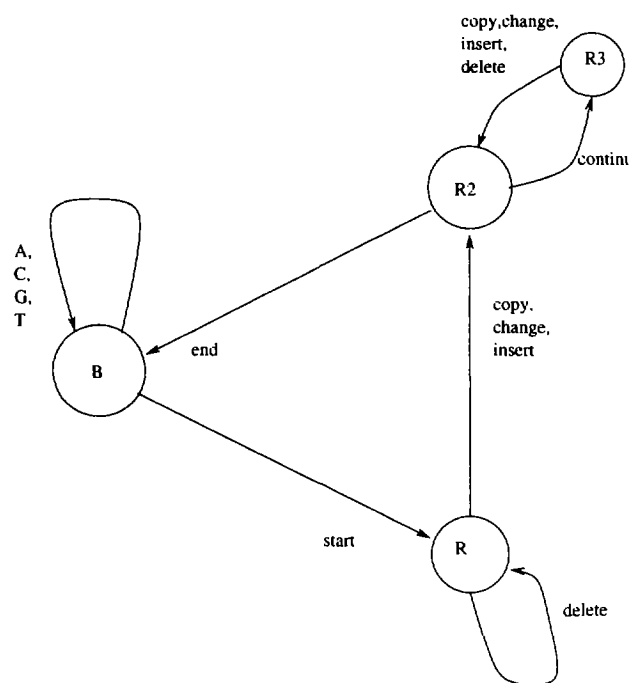 copy,change,
insert,
delete
R3
continu
R2
A,
C,
G,
T
copy,
change,
insert
end
B
start
R
delete